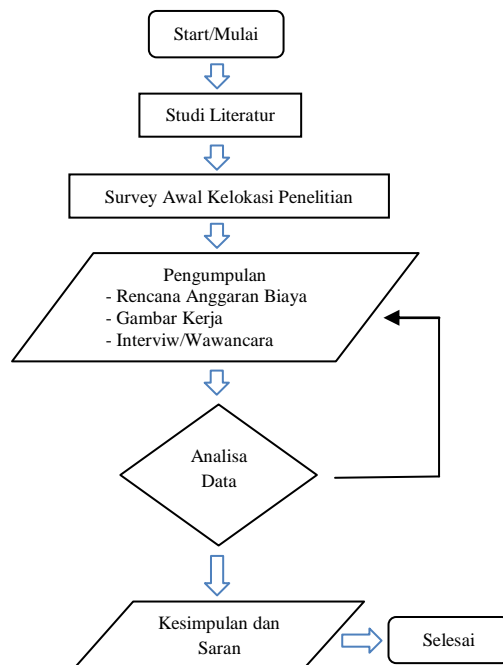 Start/Mulai
Studi Literatur
Survey Awal Kelokasi Penelitian
Pengumpulan
- Rencana Anggaran Biaya
- Gambar Kerja
- Interviw/Wawancara
Analisa
Data
Kesimpulan dan
Saran
Selesai